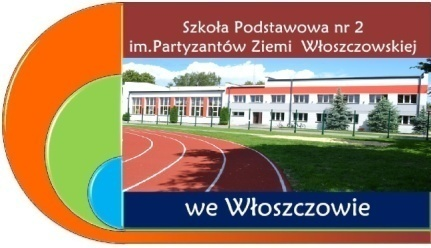 Szkoła Podstawowa nr 2
im.Partyzantów Ziemi Włoszczowskiej
we Włoszczowie